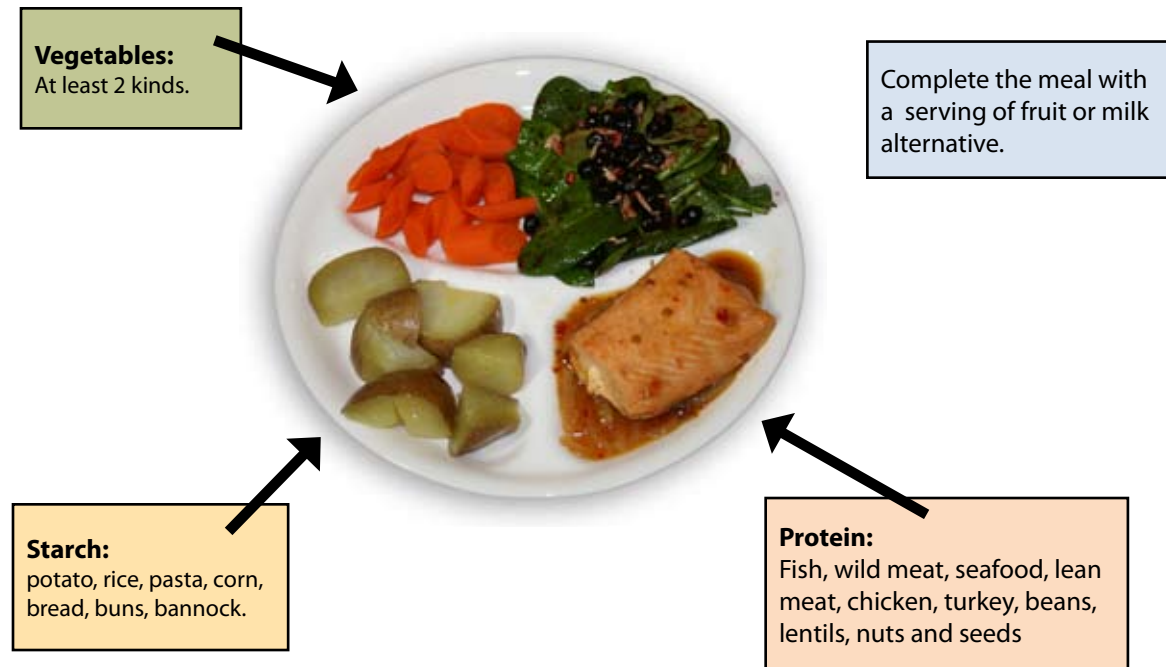 Vegetables:
At least 2 kinds.
Complete the meal with
a serving of fruit or milk
alternative.
Starch:
potato, rice, pasta, corn,
bread, buns, bannock.
Protein:
Fish, wild meat, seafood, lean
meat, chicken, turkey, beans,
lentils, nuts and seeds